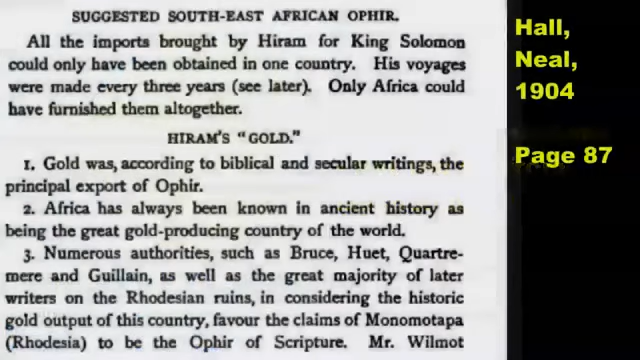 SUGGESTED SOUTH-EAST AFRICAN OPHIR.
All the imports brought by Hiram for King Solomon
could only have been obtained in one country. His voyages
were made every three years (see later). Only Africa could
have furnished them altogether.
HIRAM'S "GOLD."
1. Gold was, according to biblical and secular writings, the
principal export of Ophir.
2. Africa has always been known in ancient history as
being the great gold-producing country of the world.
3. Numerous authorities, such as Bruce, Huet, Quartre-
mere and Guillain, as well as the great majority of later
writers on the Rhodesian ruins, in considering the historic
gold output of this country, favour the claims of Monomotapa
(Rhodesia) to be the Ophir of Scripture. Mr. Wilmot
Hall,
Neal,
1904
Page 87